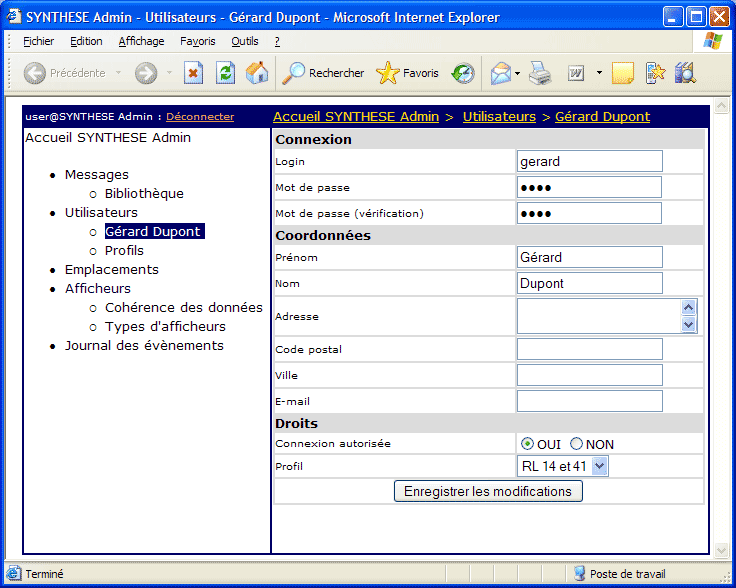 SYNTHESE Admin - Utilisateurs - Gérard Dupont - Microsoft Internet Explorer
Fichier Edition Affichage Favoris Outils ?
Précédente Rechercher Favoris
user@SYNTHESE Admin : Déconnecter
Accueil SYNTHESE Admin > Utilisateurs > Gérard Dupont
Accueil SYNTHESE Admin
Messages
Bibliothèque
Utilisateurs
Gérard Dupont
Profils
Emplacements
Afficheurs
Cohérence des données
Types d'afficheurs
Journal des évènements
Connexion
Login gerard
Mot de passe ●●●●
Mot de passe (vérification) ●●●●
Coordonnées
Prénom Gérard
Nom Dupont
Adresse
Code postal
Ville
E-mail
Droits
Connexion autorisée OUI NON
Profil RL 14 et 41
Enregistrer les modifications
Terminé Poste de travail